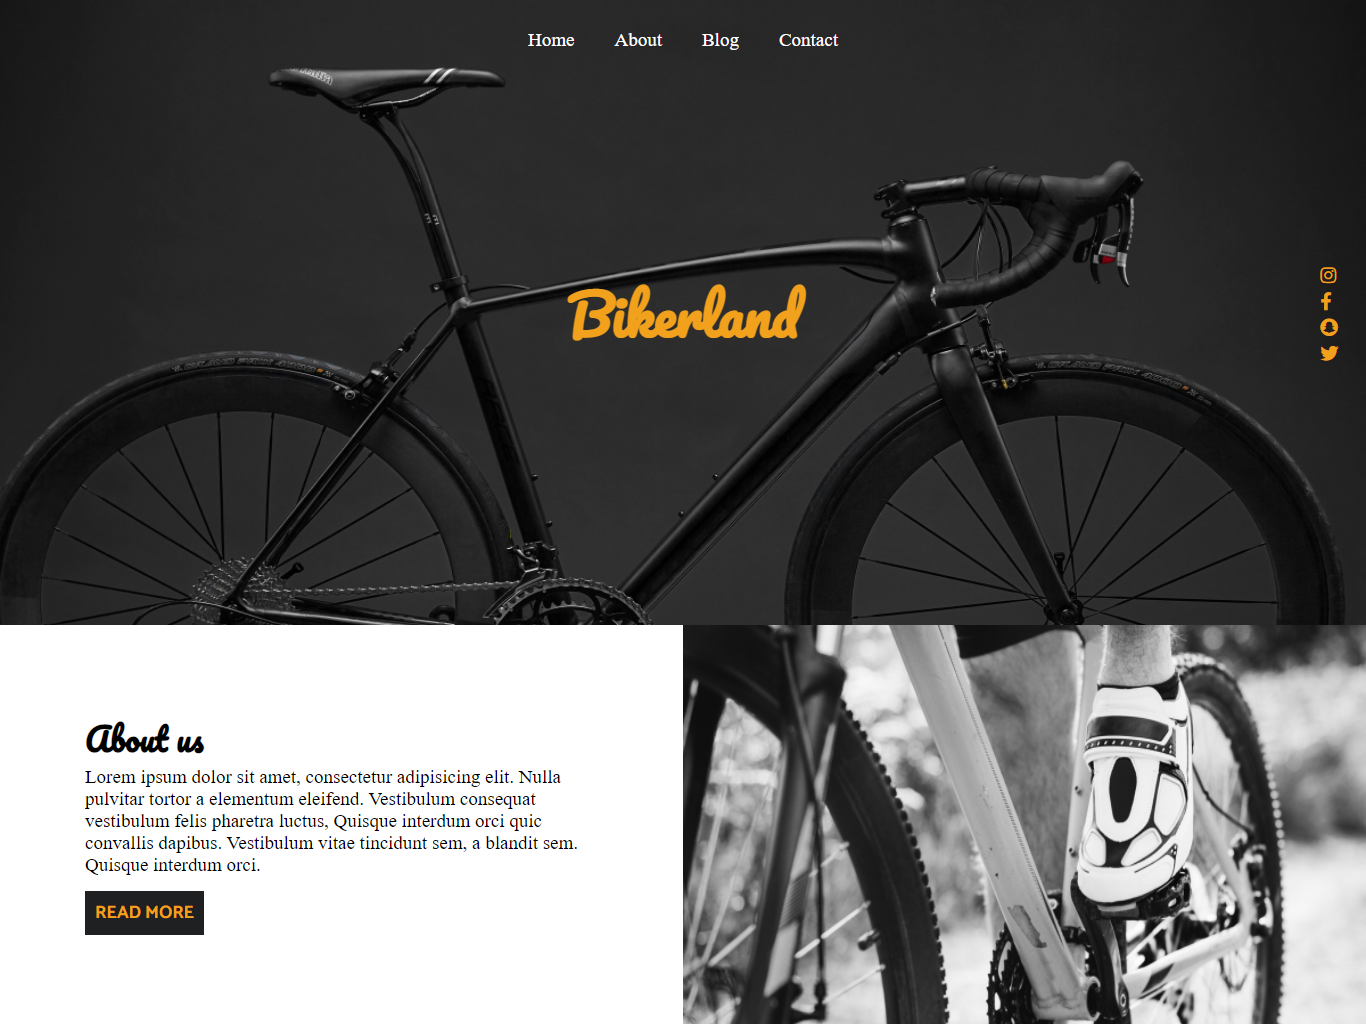 Home About Blog Contact
Bikerland
About us
Lorem ipsum dolor sit amet, consectetur adipisicing elit. Nulla
pulvitar tortor a elementum eleifend. Vestibulum consequat
vestibulum felis pharetra luctus, Quisque interdum orci quic
convallis dapibus. Vestibulum vitae tincidunt sem, a blandit sem.
Quisque interdum orci.
READ MORE